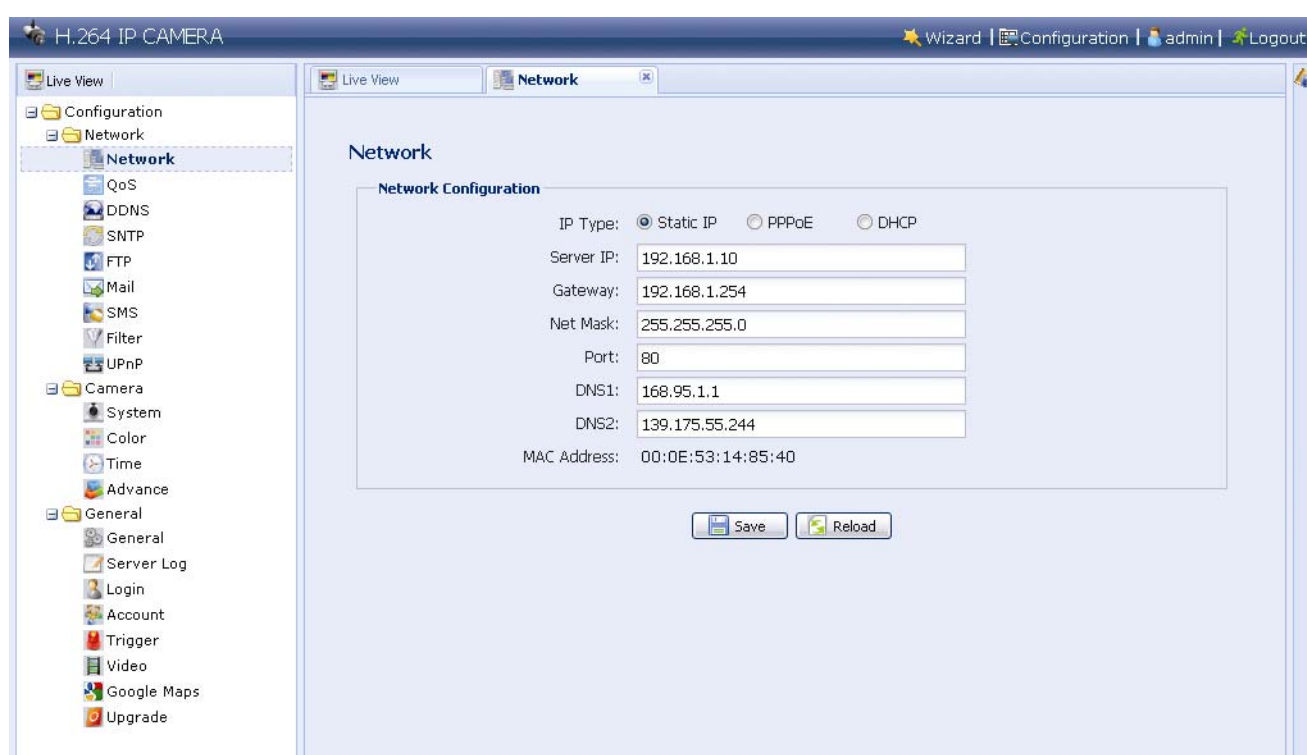 H.264 IP CAMERA
Wizard | Configuration | admin | Logout
Live View
Configuration
Network
Network
QoS
DDNS
SNTP
FTP
Mail
SMS
Filter
UPnP
Camera
System
Color
Time
Advance
General
General
Server Log
Login
Account
Trigger
Video
Google Maps
Upgrade
Live View Network
Network
Network Configuration
IP Type: Static IP PPPoE DHCP
Server IP: 192.168.1.10
Gateway: 192.168.1.254
Net Mask: 255.255.255.0
Port: 80
DNS1: 168.95.1.1
DNS2: 139.175.55.244
MAC Address: 00:0E:53:14:85:40
Save Reload